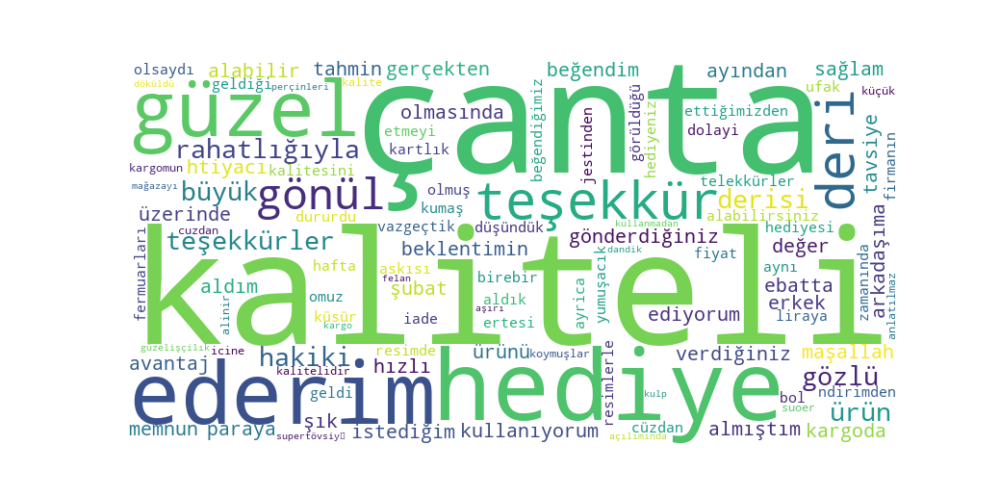 olsaydı alabilir tahmin gerçekten beğendim ayından sağlam
döküldü geldiği perçinleri kalite ufak küçük
güzel çanta deri
olmasında ettiğimizden
beğendiğimiz jestinden görüldüğü hediyeniz tavsiye firmanın
etmeyi dolayi
rahatlığıyla kartlık
kargomun htiyacı kalitesini
mağazayı büyük gönül olmuş teşekkür telekkürler derisi
kumaş
üzerinde dururdu vazgeçtik düşündük kullanmadan alabilirsiniz arkadaşıma
cuzdan hediyesi
teşekkürler beklentimin gönderdiğiniz değer
dandik fiyat
fermuarları hafta askısı birebir yumuşacık aynı zamanında anlatılmaz
kaliteli
aldım felan şubat ayrica ebatta
omuz aldık erkek
alinir küsür kargo iade aşırı ertesi ediyorum liraya
güzelişçilik icine resimde ürünü koymuşlar verdiğiniz maşallah
avantaj hakiki hızlı resimlerle ndirimden
kalitelidir
ederim hediye gözlü
geldi kulp bol suoer
şık cüzdan ürün
memnun paraya istediğim kullanıyorum almıştım kargoda
supertövsiy açılımında